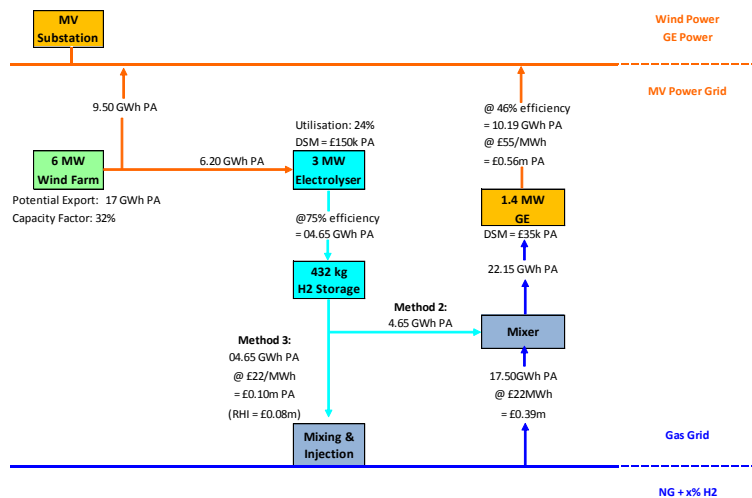 MV
Substation
Wind Power
GE Power
MV Power Grid
9.50 GWh PA
@ 46% efficiency
= 10.19 GWh PA
@ £55/MWh
= £0.56m PA
Utilisation: 24%
DSM = £150k PA
6 MW
Wind Farm
6.20 GWh PA
3 MW
Electrolyser
Potential Export: 17 GWh PA
Capacity Factor: 32%
1.4 MW
GE
DSM = £35k PA
@75% efficiency
= 04.65 GWh PA
22.15 GWh PA
432 kg
H2 Storage
Method 2:
4.65 GWh PA
Mixer
Method 3:
04.65 GWh PA
@ £22/MWh
= £0.10m PA
(RHI = £0.08m)
17.50GWh PA
@ £22MWh
= £0.39m
Mixing &
Injection
Gas Grid
NG + x% H2